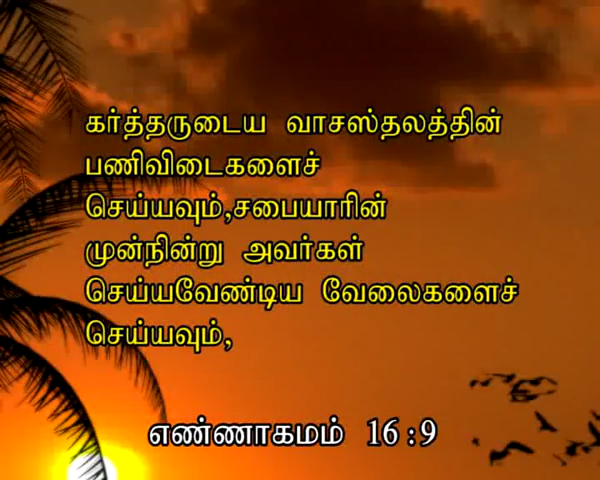 கர்த்தருடைய வாசஸ்தலத்தின்
பணிவிடைகளைச்
செய்யவும்,சபையாரின்
முன்நின்று அவர்கள்
செய்யவேண்டிய வேலைகளைச்
செய்யவும்,
எண்ணாகமம் 16:9